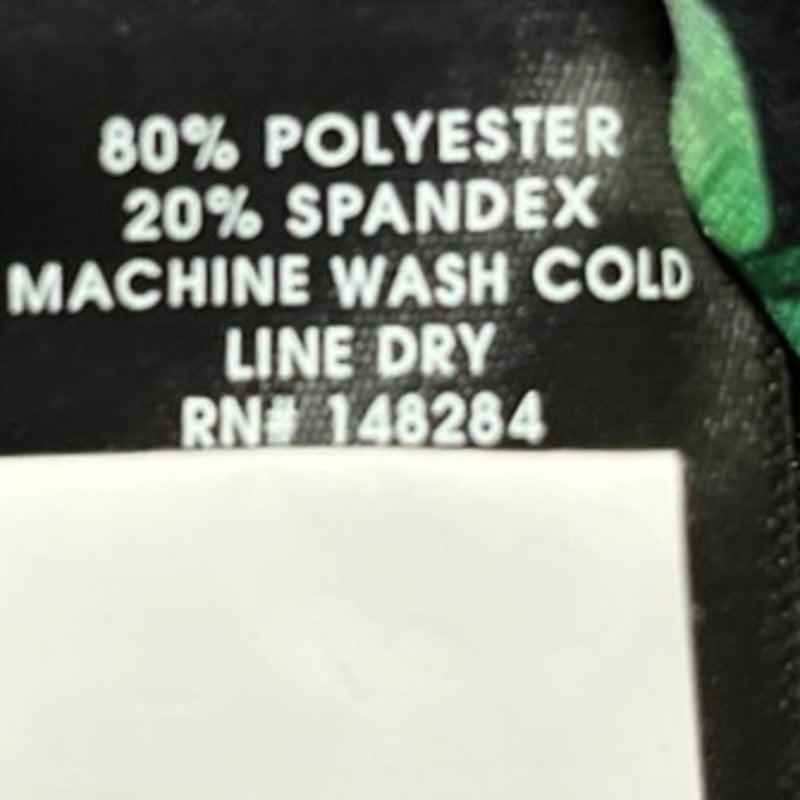 80% POLYESTER
20% SPANDEX
MACHINE WASH COLD
LINE DRY
RN# 148284